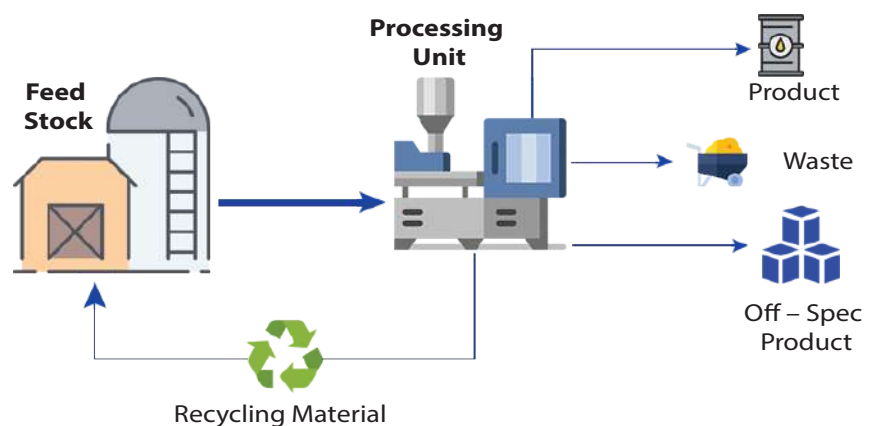 Processing
Unit
Product
Feed
Stock
Waste
Off – Spec
Product
Recycling Material